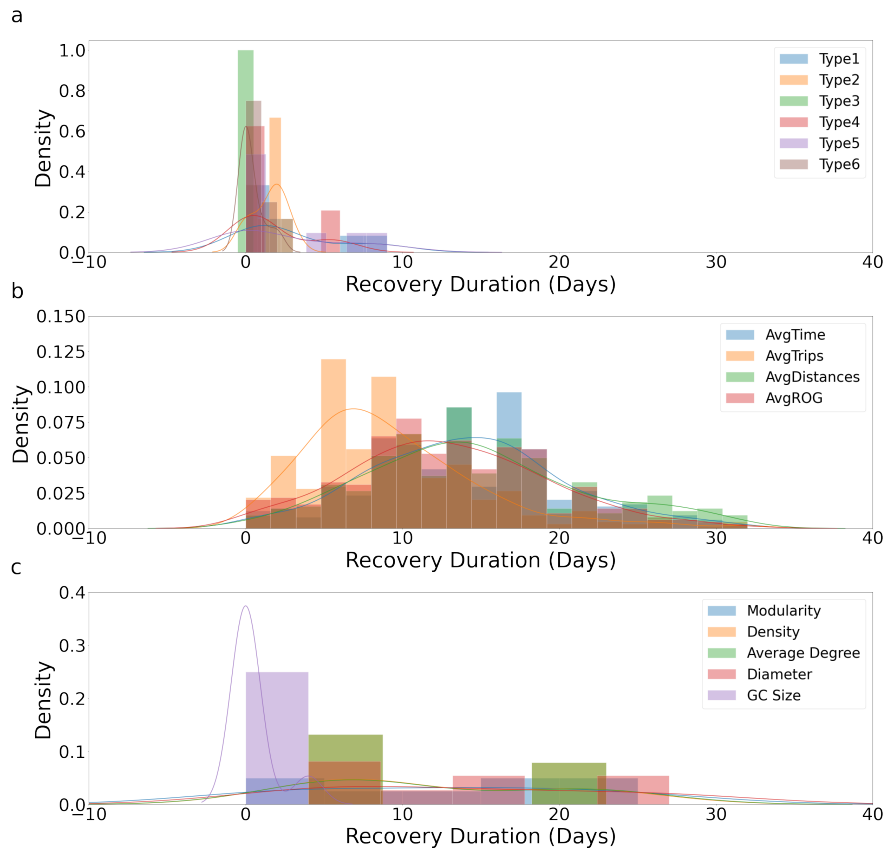 a
1.0
0.8
0.6
0.4
0.2
0.0
Density
Type1
Type2
Type3
Type4
Type5
Type6
−10 0 10 20 30 40
Recovery Duration (Days)
b
0.150
0.125
0.100
0.075
0.050
0.025
0.000
Density
AvgTime
AvgTrips
AvgDistances
AvgROG
−10 0 10 20 30 40
Recovery Duration (Days)
c
0.4
0.3
0.2
0.1
0.0
Density
Modularity
Density
Average Degree
Diameter
GC Size
−10 0 10 20 30 40
Recovery Duration (Days)